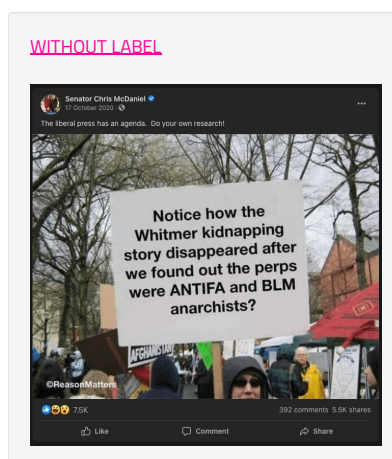 WITHOUT LABEL
Senator Chris McDaniel
17 October 2020 ·
The liberal press has an agenda. Do your own research!
Notice how the
Whitmer kidnapping
story disappeared after
we found out the perps
were ANTIFA and BLM
anarchists?
AFGHANISTAN
©ReasonMatters
7.5K
392 comments 5.5K shares
Like
Comment
Share